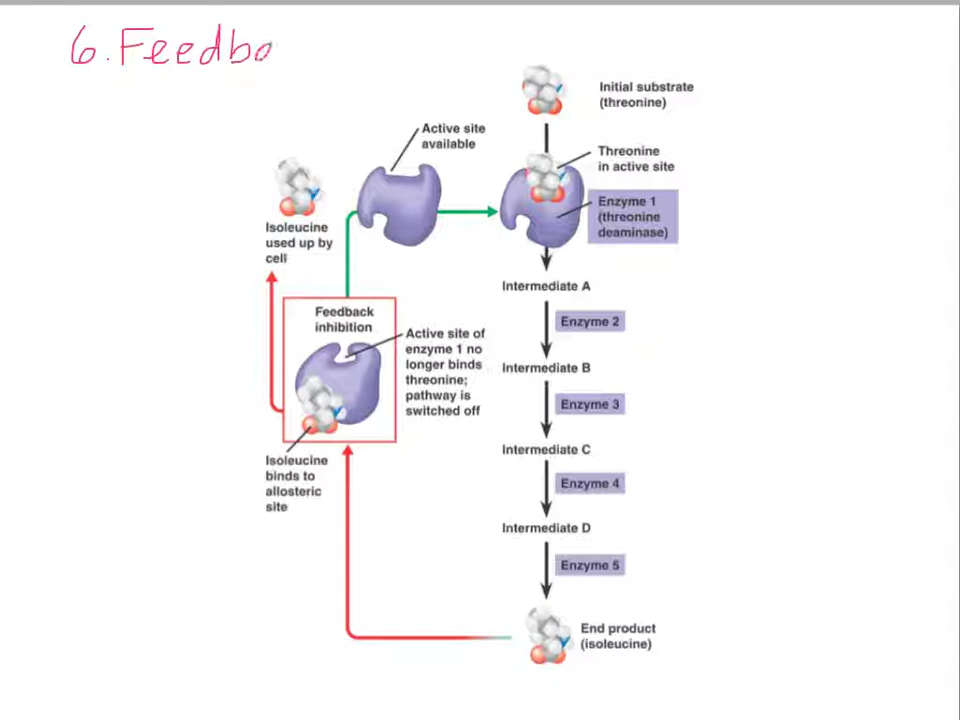 6. Feedba
Initial substrate
(threonine)
Active site
available
Threonine
in active site
Enzyme 1
(threonine
deaminase)
Isoleucine
used up by
cell
Intermediate A
Feedback
inhibition
Enzyme 2
Active site of
enzyme 1 no
longer binds
threonine;
pathway is
switched off
Intermediate B
Enzyme 3
Intermediate C
Isoleucine
binds to
allosteric
site
Enzyme 4
Intermediate D
Enzyme 5
End product
(isoleucine)